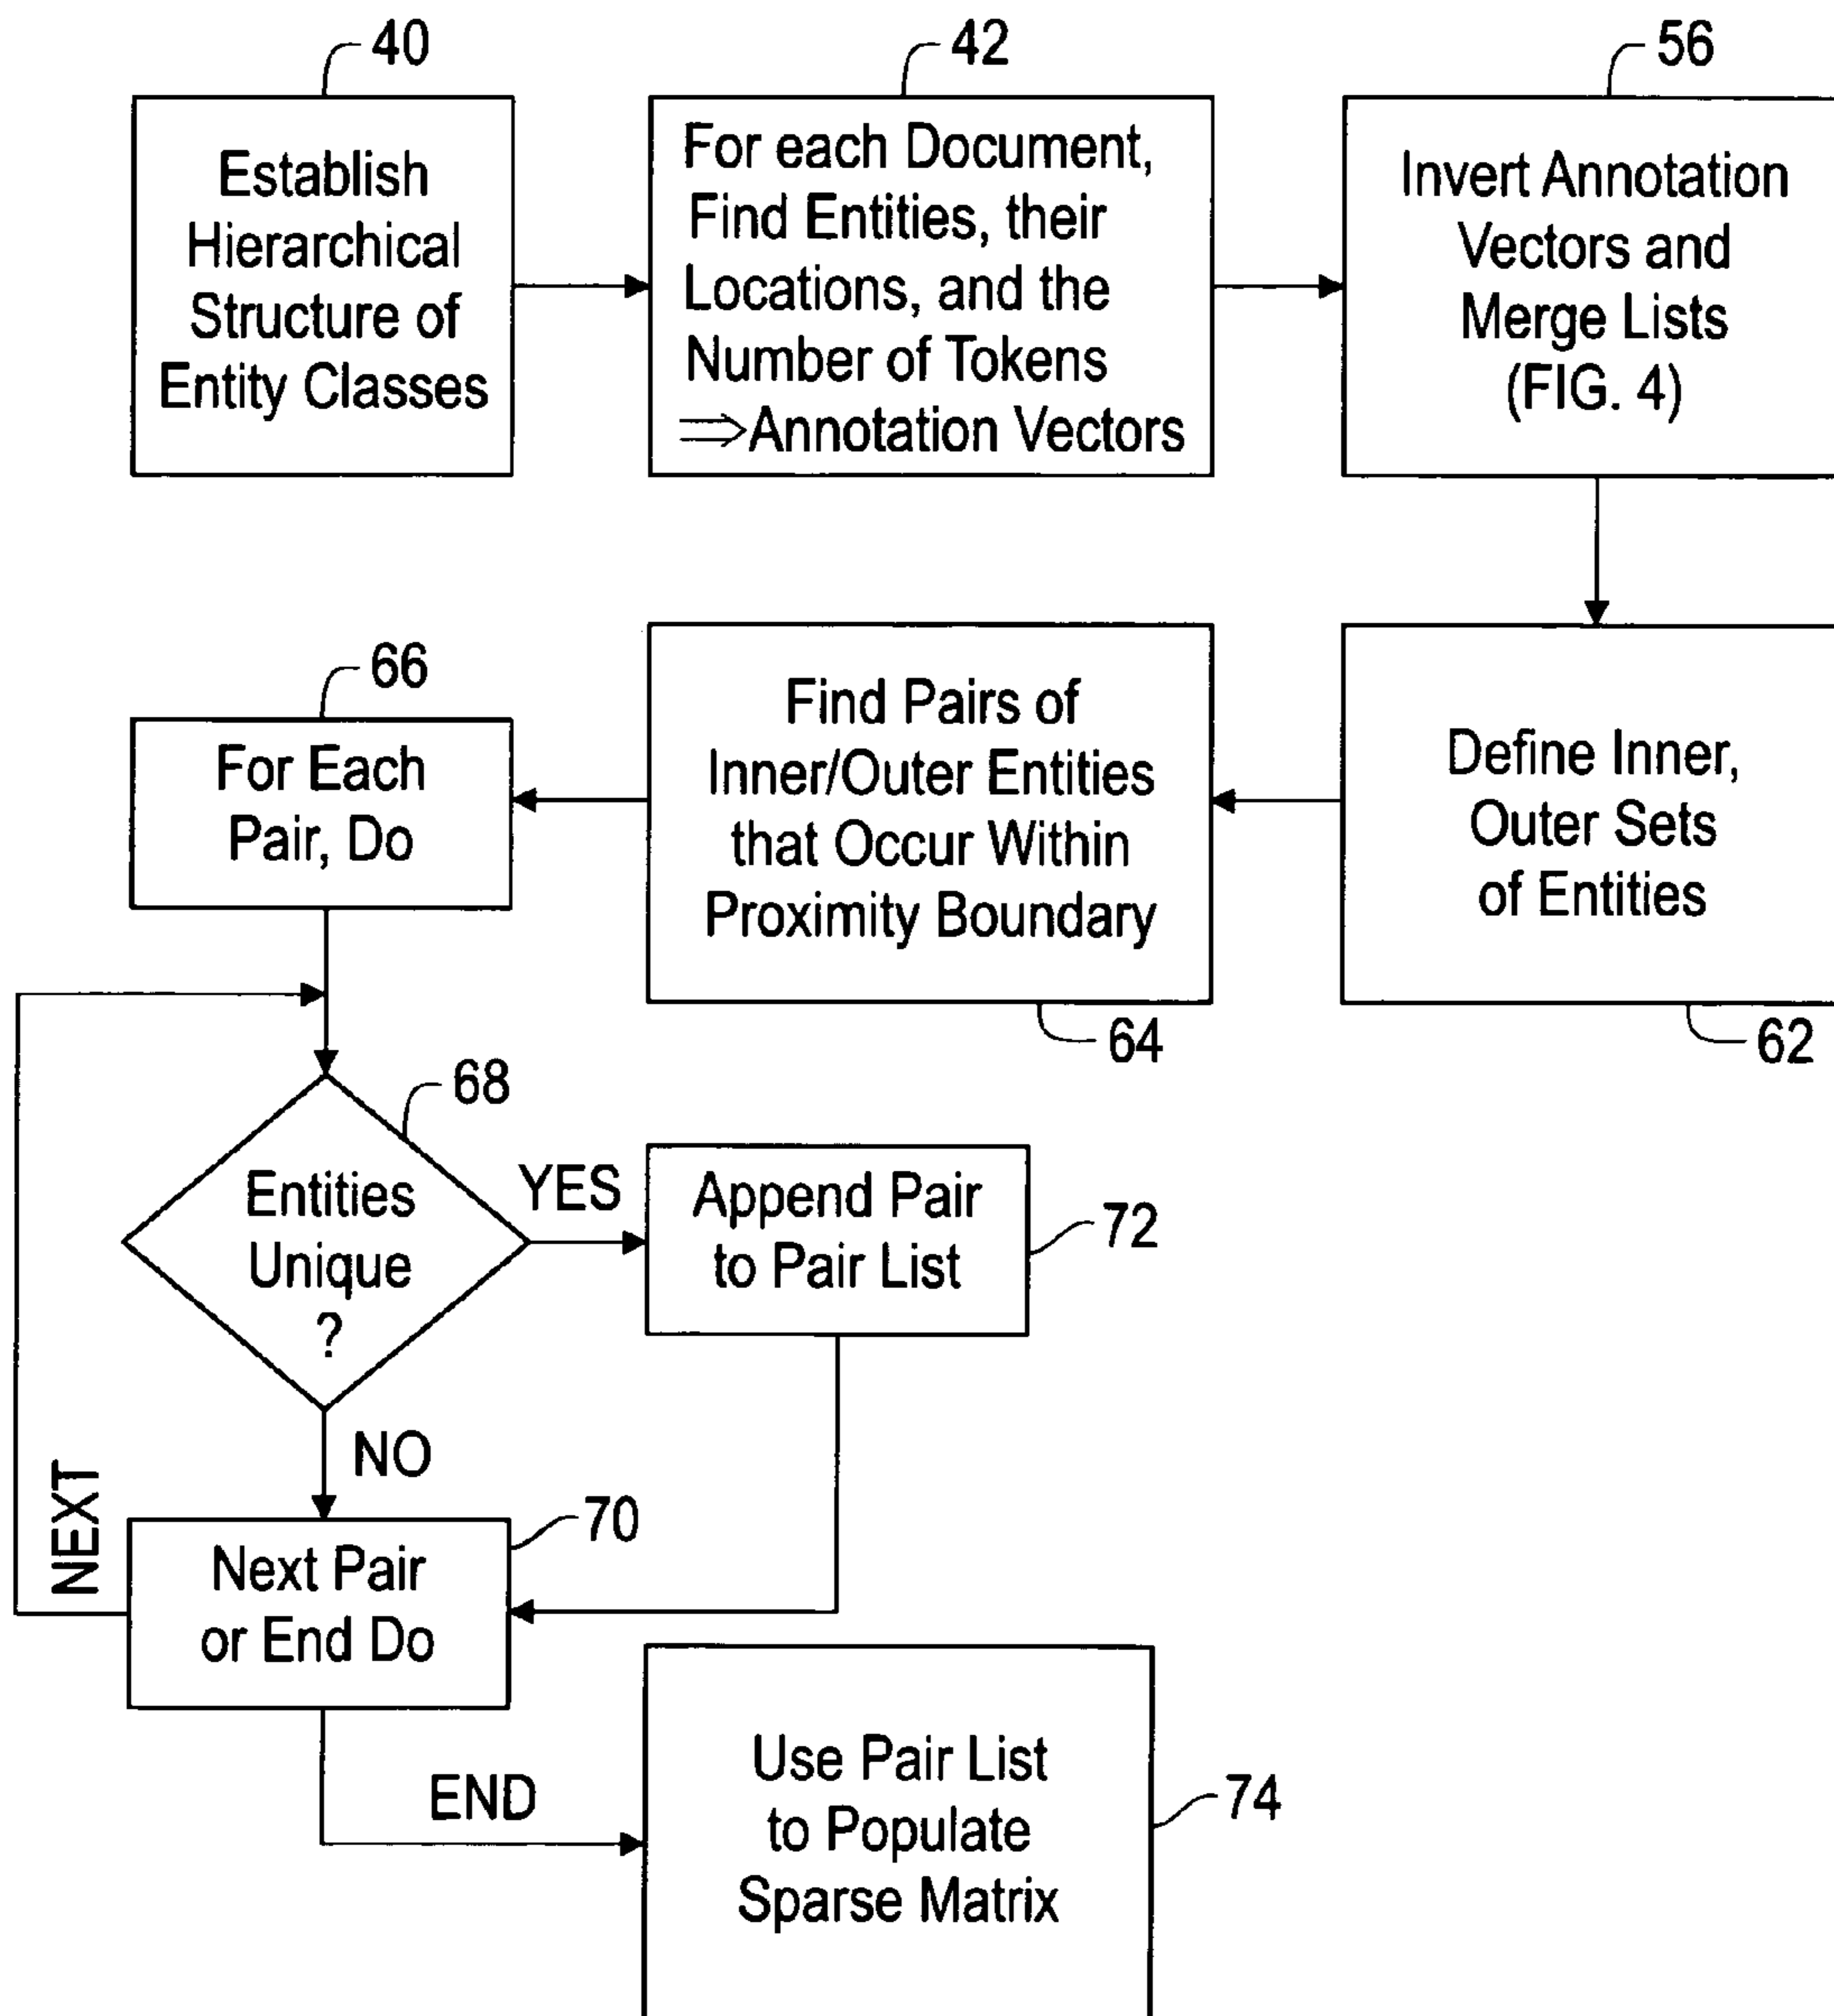 40
Establish
Hierarchical
Structure of
Entity Classes
42
For each Document,
Find Entities, their
Locations, and the
Number of Tokens
⇒Annotation Vectors
56
Invert Annotation
Vectors and
Merge Lists
(FIG. 4)
Define Inner,
Outer Sets
of Entities
62
Find Pairs of
Inner/Outer Entities
that Occur Within
Proximity Boundary
64
66
For Each
Pair, Do
68
Entities
Unique
?
YES
Append Pair
to Pair List
72
NO
NEXT
70
Next Pair
or End Do
END
Use Pair List
to Populate
Sparse Matrix
74